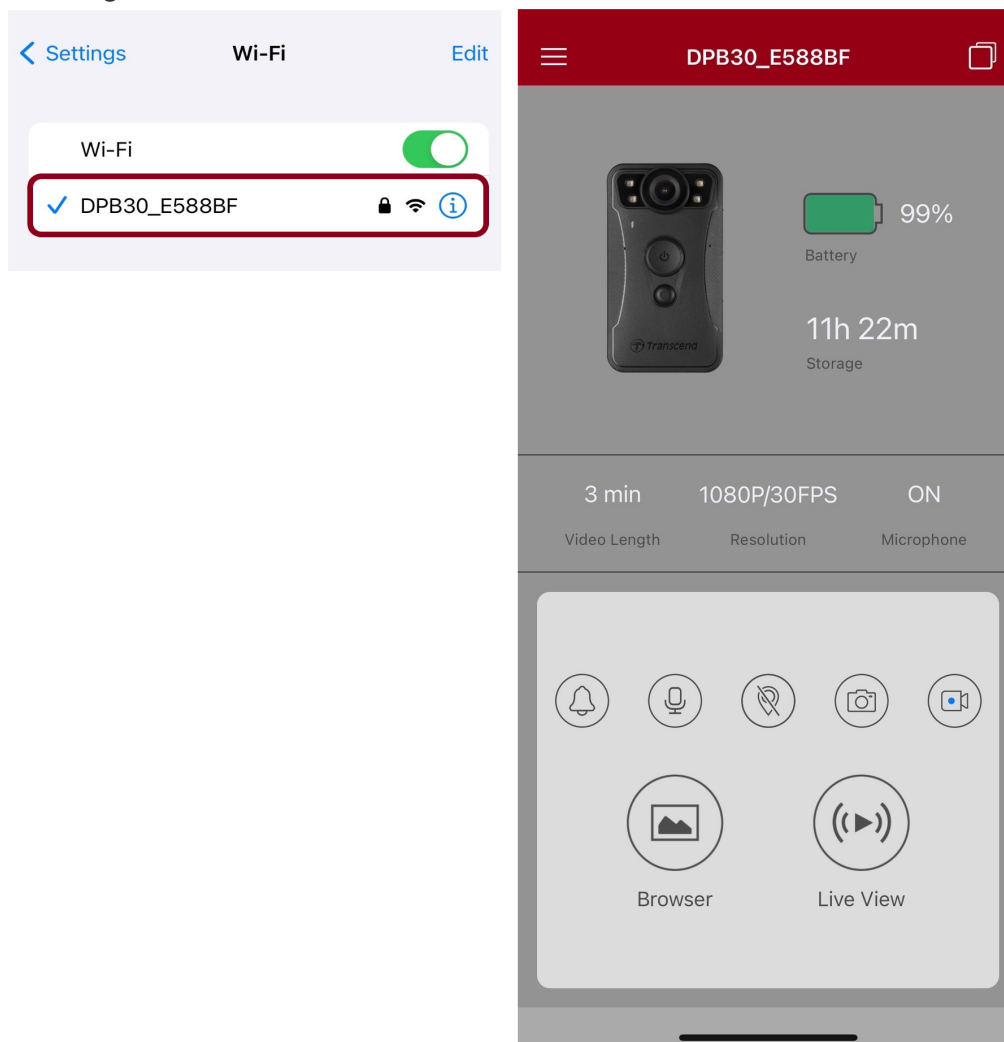 Settings
Wi-Fi
Edit
Wi-Fi
DPB30_E588BF
DPB30_E588BF
99%
Battery
Transcend
11h 22m
Storage
3 min
1080P/30FPS
ON
Video Length
Resolution
Microphone
Browser
Live View